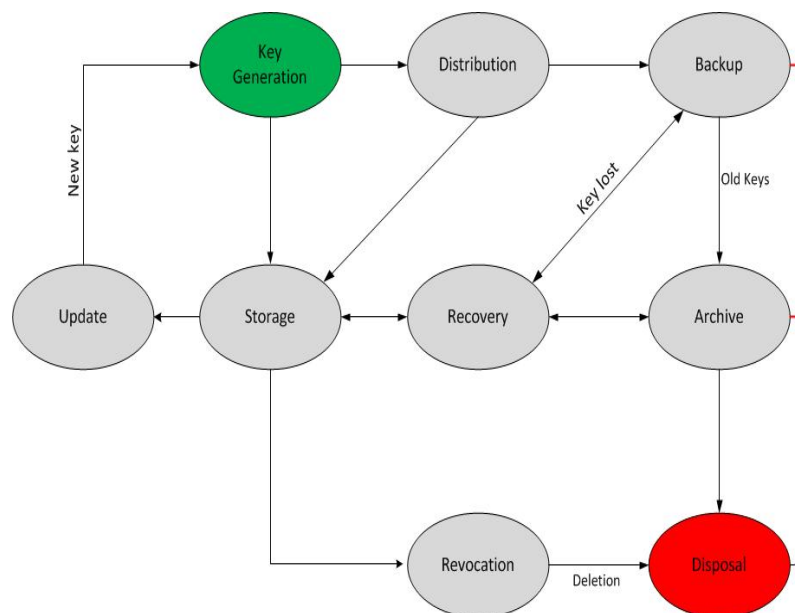 Key
Generation
Distribution
Backup
New key
Key lost
Old Keys
Update
Storage
Recovery
Archive
Revocation
Deletion
Disposal